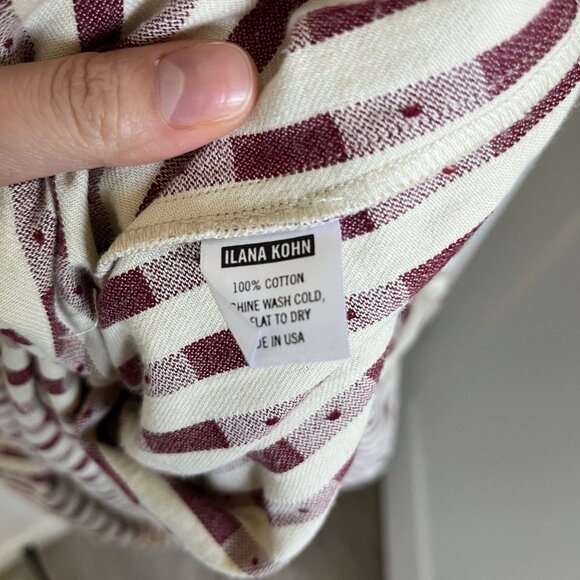 ILANA KOHN
100% COTTON
CHINE WASH COLD,
FLAT TO DRY
DE IN USA